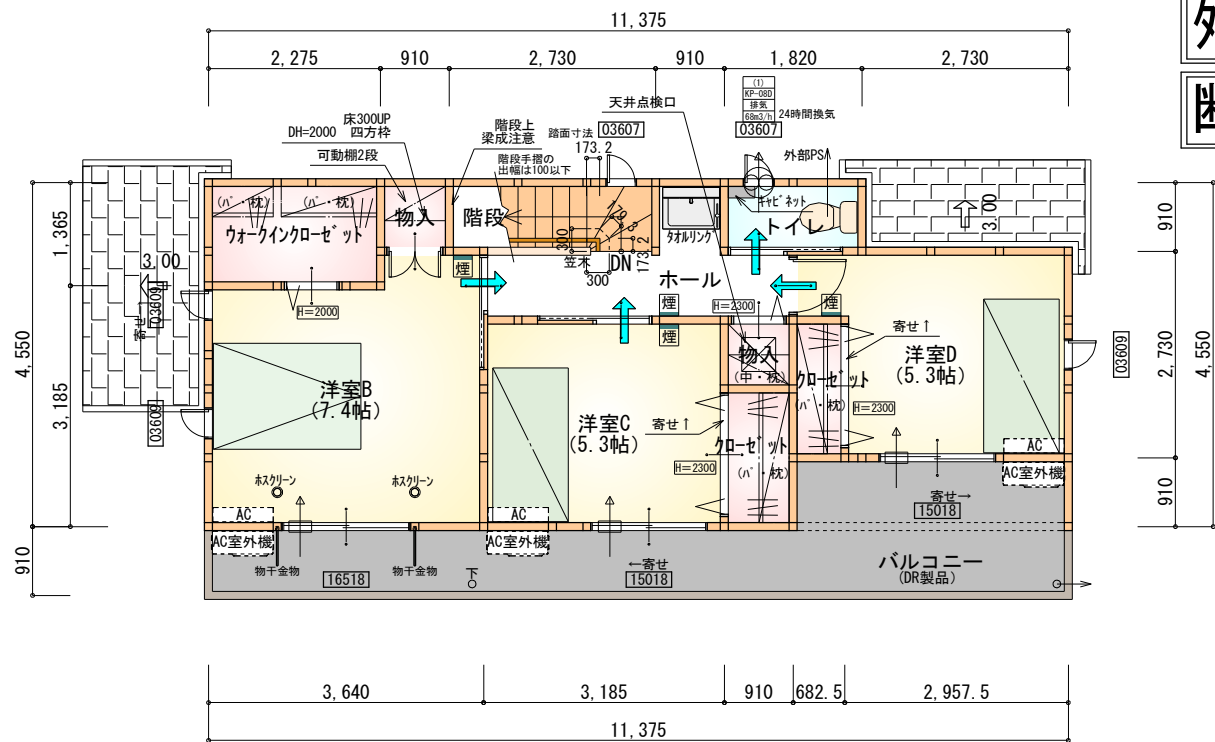 11,375
2,275
910
2,730
910
1,820
2,730
(1)
KP-08D
排気
68m3/h
24時間換気
03607
天井点検口
床300UP
DH=2000 四方枠
可動棚2段
階段上
梁成注意
踏面寸法
03607
173.2
階段手摺の
出幅は100以下
外部PS
(パ・枕)
(パ・枕)
ウォークインクローゼット
物入
階段
タオルリング
キャビネット
トイレ
3.00
1,365
3.00
寄せ→
03609
煙
300
179.3
173.2
笠木
DN
300
ホール
煙
煙
煙
H=2000
H=2300
910
4,550
3,185
03609
洋室B
(7.4帖)
洋室C
(5.3帖)
寄せ↑
物入
(中・枕)
クローゼット
(パ・枕)
H=2300
寄せ↑
洋室D
(5.3帖)
03609
2,730
4,550
クローゼット
(パ・枕)
H=2300
ホスクリーン
ホスクリーン
AC
AC
AC
AC室外機
AC室外機
AC室外機
寄せ→
15018
910
910
物干金物
16518
物干金物
下
←寄せ
15018
バルコニー
(DR製品)
3,640
3,185
910
682.5
2,957.5
11,375